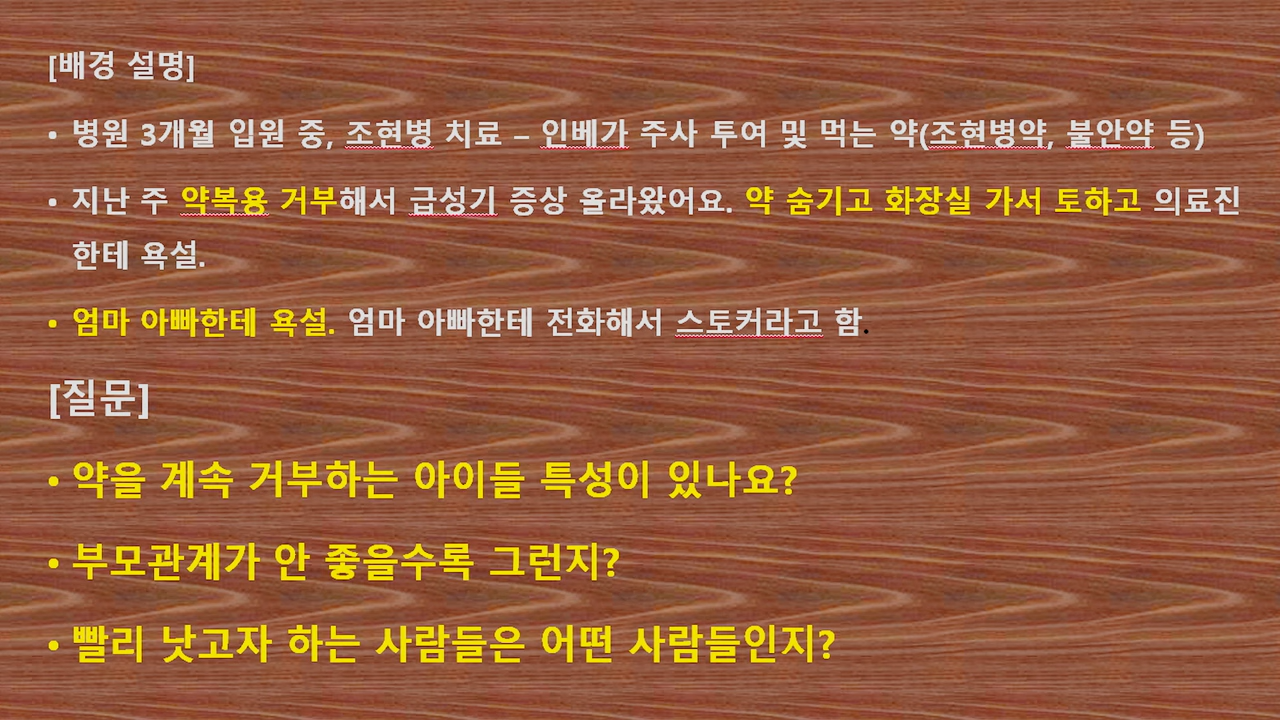 [배경 설명]
• 병원 3개월 입원 중, 조현병 치료 – 인베가 주사 투여 및 먹는 약(조현병약, 불안약 등)
• 지난 주 약복용 거부해서 급성기 증상 올라왔어요. 약 숨기고 화장실 가서 토하고 의료진
한테 욕설.
• 엄마 아빠한테 욕설. 엄마 아빠한테 전화해서 스토커라고 함.
[질문]
• 약을 계속 거부하는 아이들 특성이 있나요?
• 부모관계가 안 좋을수록 그런지?
• 빨리 낫고자 하는 사람들은 어떤 사람들인지?